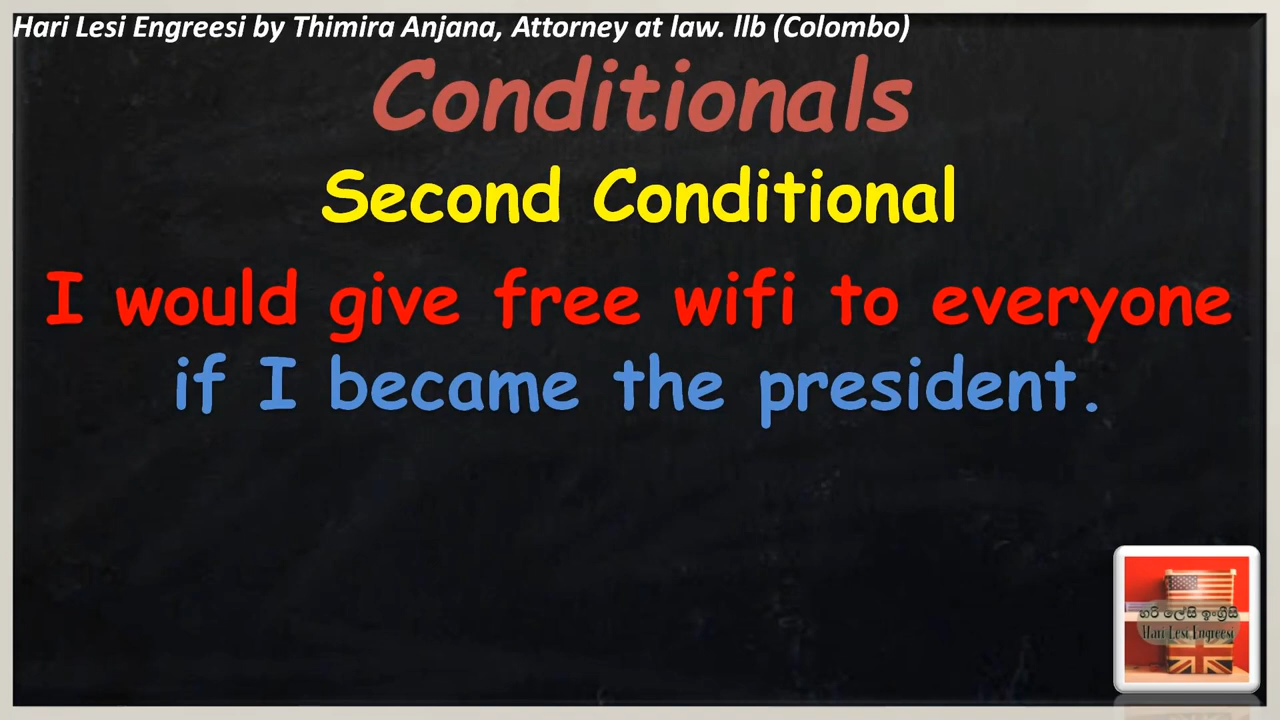 Hari Lesi Engreesi by Thimira Anjana, Attorney at law. llb (Colombo)
Conditionals
Second Conditional
I would give free wifi to everyone
if I became the president.
හරි ලේසි ඉංග්‍රීසි
Hari Lesi Engreesi